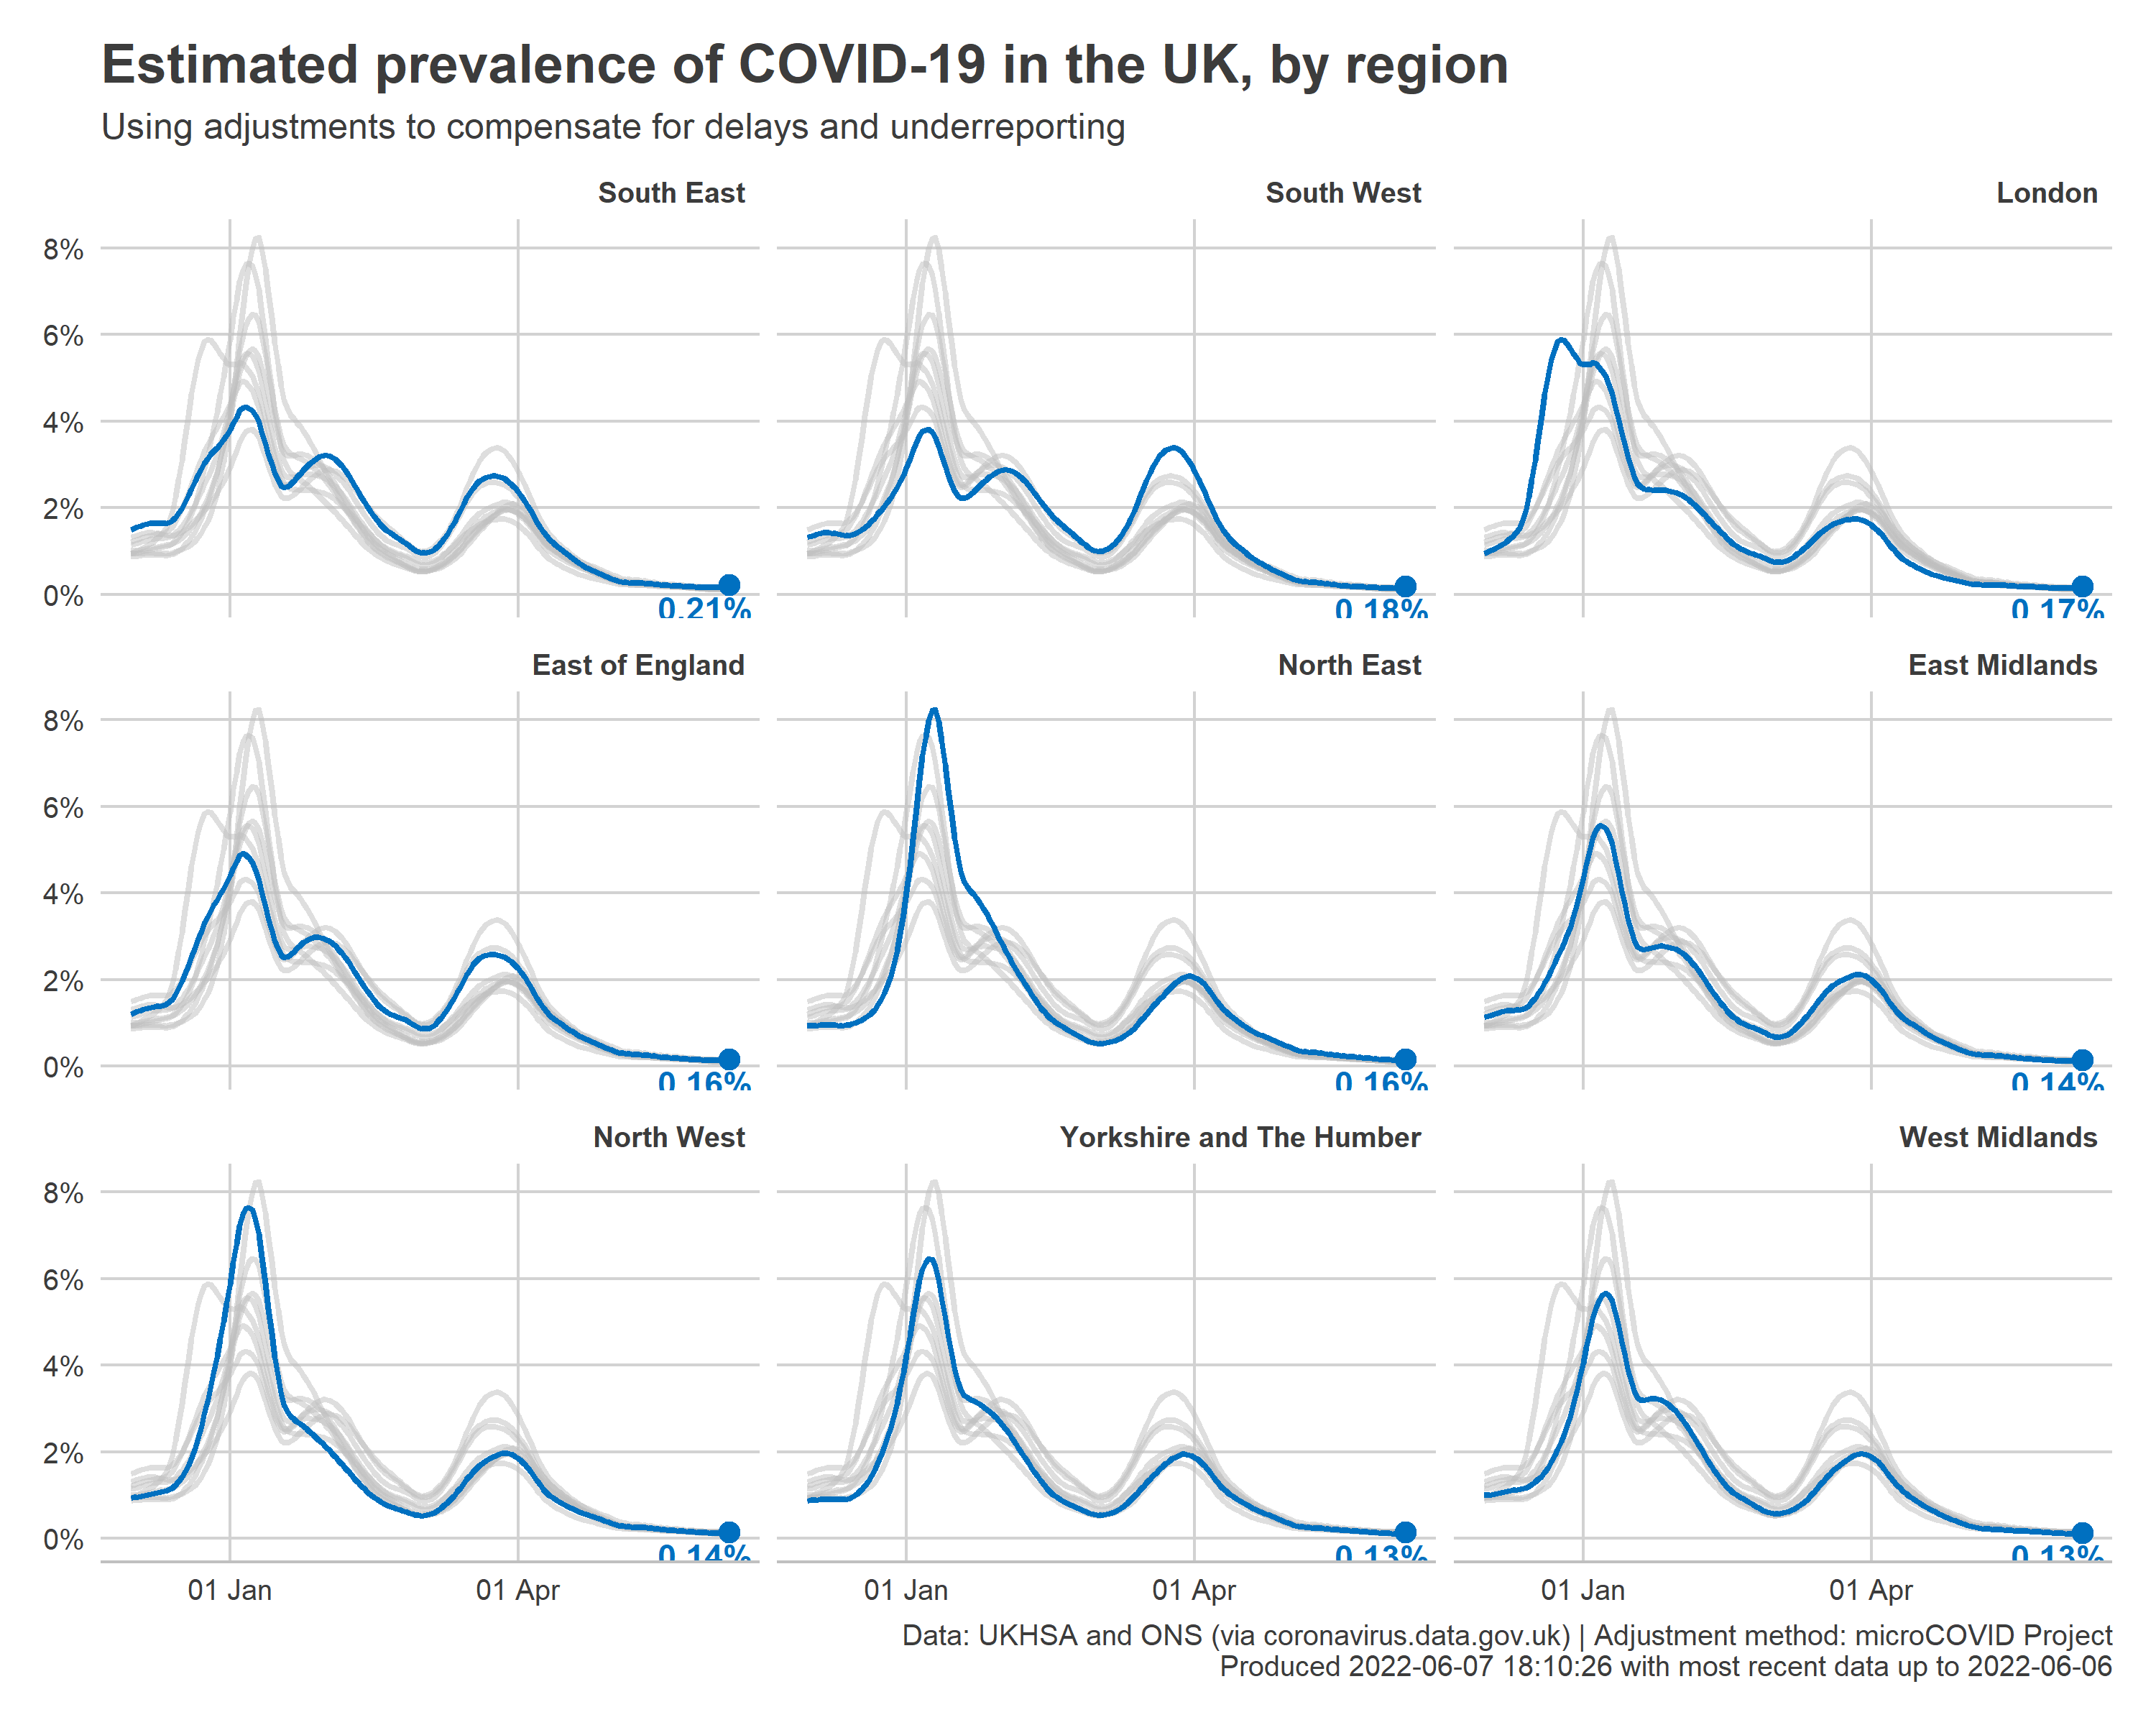 Estimated prevalence of COVID-19 in the UK, by region
Using adjustments to compensate for delays and underreporting
South East
South West
London
8%
6%
4%
2%
0%
0.21%
0.18%
0.17%
East of England
North East
East Midlands
8%
6%
4%
2%
0%
0.16%
0.16%
0.14%
North West
Yorkshire and The Humber
West Midlands
8%
6%
4%
2%
0%
0.14%
0.13%
0.13%
01 Jan
01 Apr
01 Jan
01 Apr
01 Jan
01 Apr
Data: UKHSA and ONS (via coronavirus.data.gov.uk) | Adjustment method: microCOVID Project
Produced 2022-06-07 18:10:26 with most recent data up to 2022-06-06